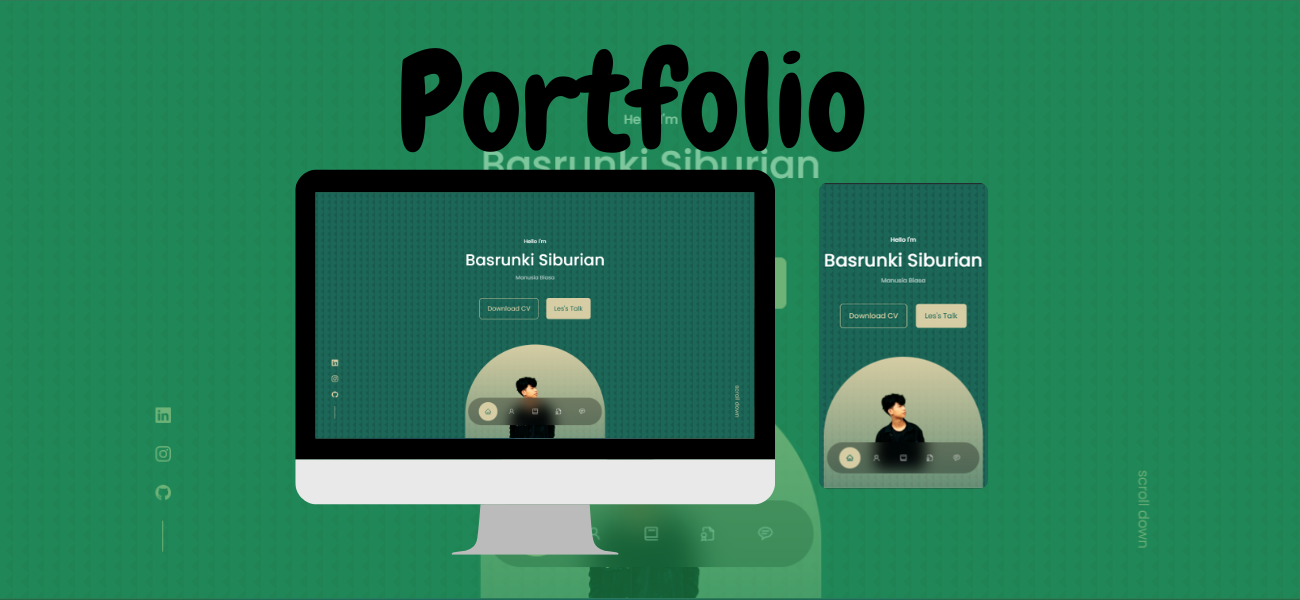 Portfolio
Hello I'm
Basrunki Siburian
Hello I'm
Basrunki Siburian
Manusia Biasa
Download CV
Les's Talk
scroll down
Hello I'm
Basrunki Siburian
Manusia Biasa
Download CV
Les's Talk
scroll down